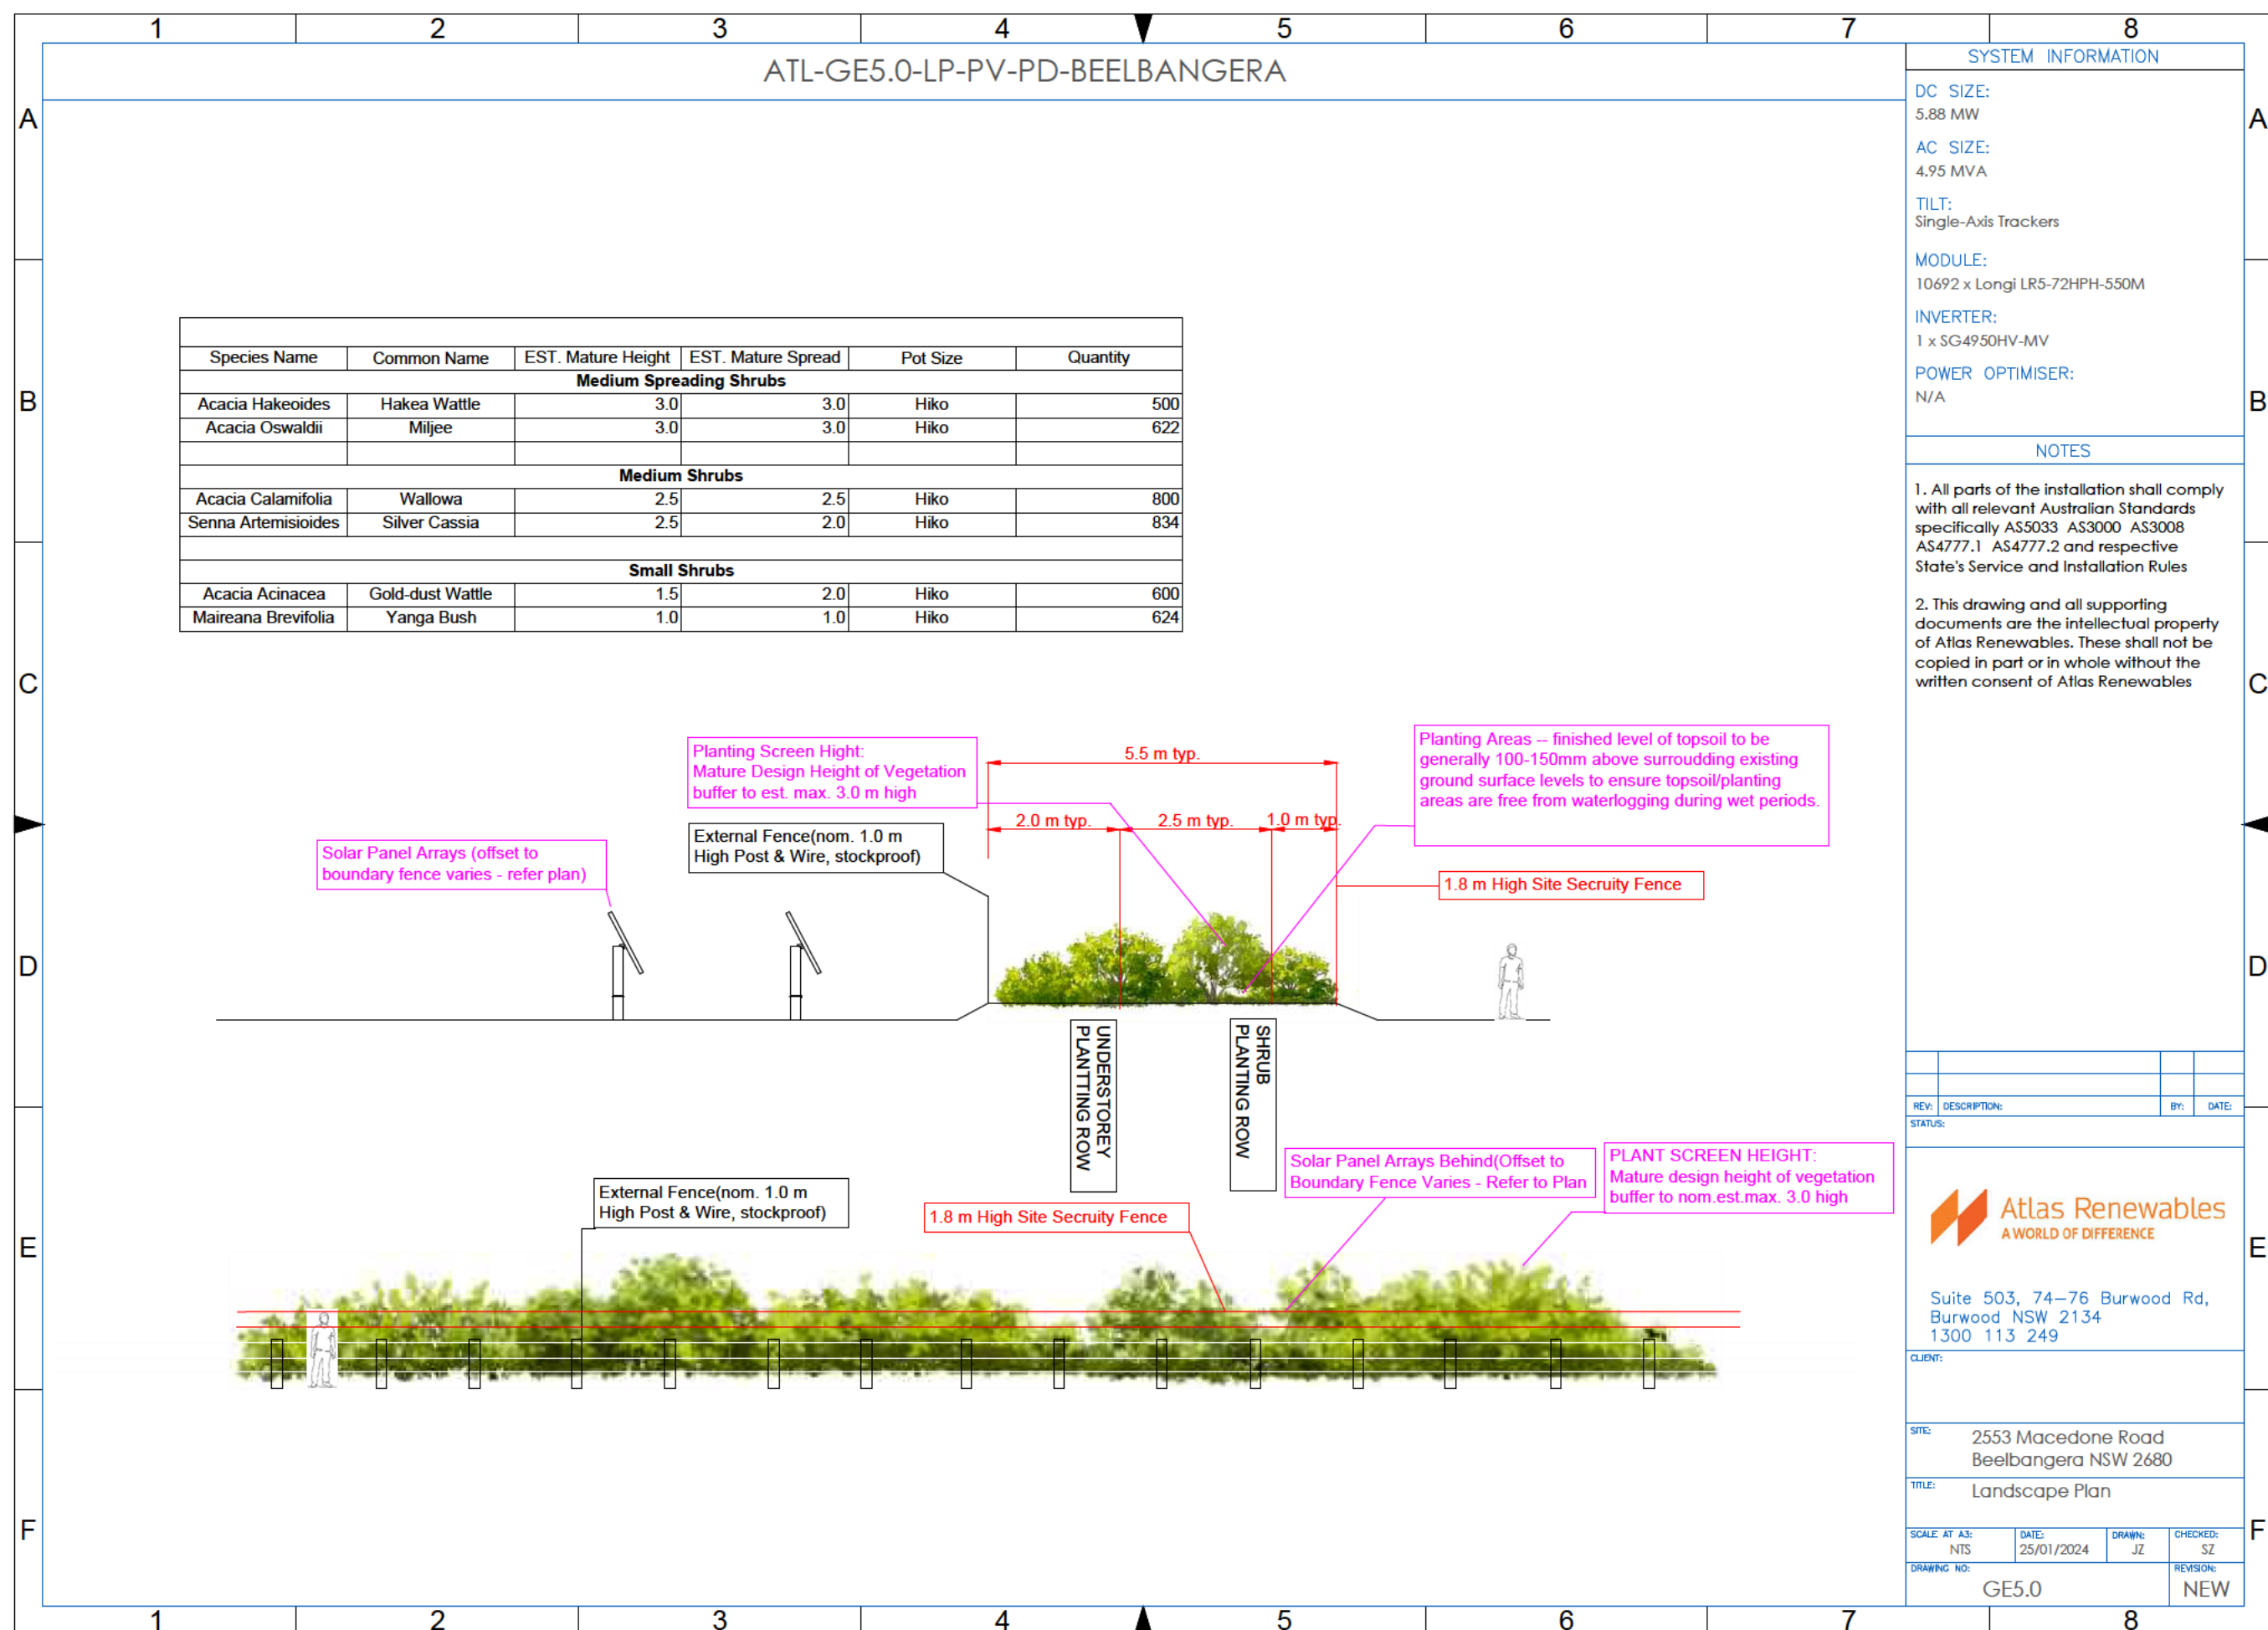 1 2 3 4 5 6 7 8
ATL-GE5.0-LP-PV-PD-BEELBANGERA
A
B
C
D
E
F
Species Name Common Name EST. Mature Height EST. Mature Spread Pot Size Quantity
Medium Spreading Shrubs
Acacia Hakeoides Hakea Wattle 3.0 3.0 Hiko 500
Acacia Oswaldii Miljee 3.0 3.0 Hiko 622
Medium Shrubs
Acacia Calamifolia Wallowa 2.5 2.5 Hiko 800
Senna Artemisioides Silver Cassia 2.5 2.0 Hiko 834
Small Shrubs
Acacia Acinacea Gold-dust Wattle 1.5 2.0 Hiko 600
Maireana Brevifolia Yanga Bush 1.0 1.0 Hiko 624
Solar Panel Arrays (offset to
boundary fence varies - refer plan)
Planting Screen Hight:
Mature Design Height of Vegetation
buffer to est. max. 3.0 m high
External Fence(nom. 1.0 m
High Post & Wire, stockproof)
5.5 m typ.
2.0 m typ. 2.5 m typ. 1.0 m typ.
Planting Areas -- finished level of topsoil to be
generally 100-150mm above surroudding existing
ground surface levels to ensure topsoil/planting
areas are free from waterlogging during wet periods.
1.8 m High Site Secruity Fence
UNDERSTOREY
PLANTTING ROW
SHRUB
PLANTING ROW
External Fence(nom. 1.0 m
High Post & Wire, stockproof)
1.8 m High Site Secruity Fence
Solar Panel Arrays Behind(Offset to
Boundary Fence Varies - Refer to Plan
PLANT SCREEN HEIGHT:
Mature design height of vegetation
buffer to nom.est.max. 3.0 high
SYSTEM INFORMATION
DC SIZE:
5.88 MW
AC SIZE:
4.95 MVA
TILT:
Single-Axis Trackers
MODULE:
10692 x Longi LR5-72HPH-550M
INVERTER:
1 x SG4950HV-MV
POWER OPTIMISER:
N/A
NOTES
1. All parts of the installation shall comply
with all relevant Australian Standards
specifically AS5033 AS3000 AS3008
AS4777.1 AS4777.2 and respective
State's Service and Installation Rules
2. This drawing and all supporting
documents are the intellectual property
of Atlas Renewables. These shall not be
copied in part or in whole without the
written consent of Atlas Renewables
REV: DESCRIPTION: BY: DATE:
STATUS:
Atlas Renewables
A WORLD OF DIFFERENCE
Suite 503, 74-76 Burwood Rd,
Burwood NSW 2134
1300 113 249
CLIENT:
SITE: 2553 Macedone Road
Beelbangera NSW 2680
TITLE: Landscape Plan
SCALE AT A3: DATE: DRAWN: CHECKED:
NTS 25/01/2024 JZ SZ
DRAWING NO: REVISION:
GE5.0 NEW
A
B
C
D
E
F
1 2 3 4 5 6 7 8